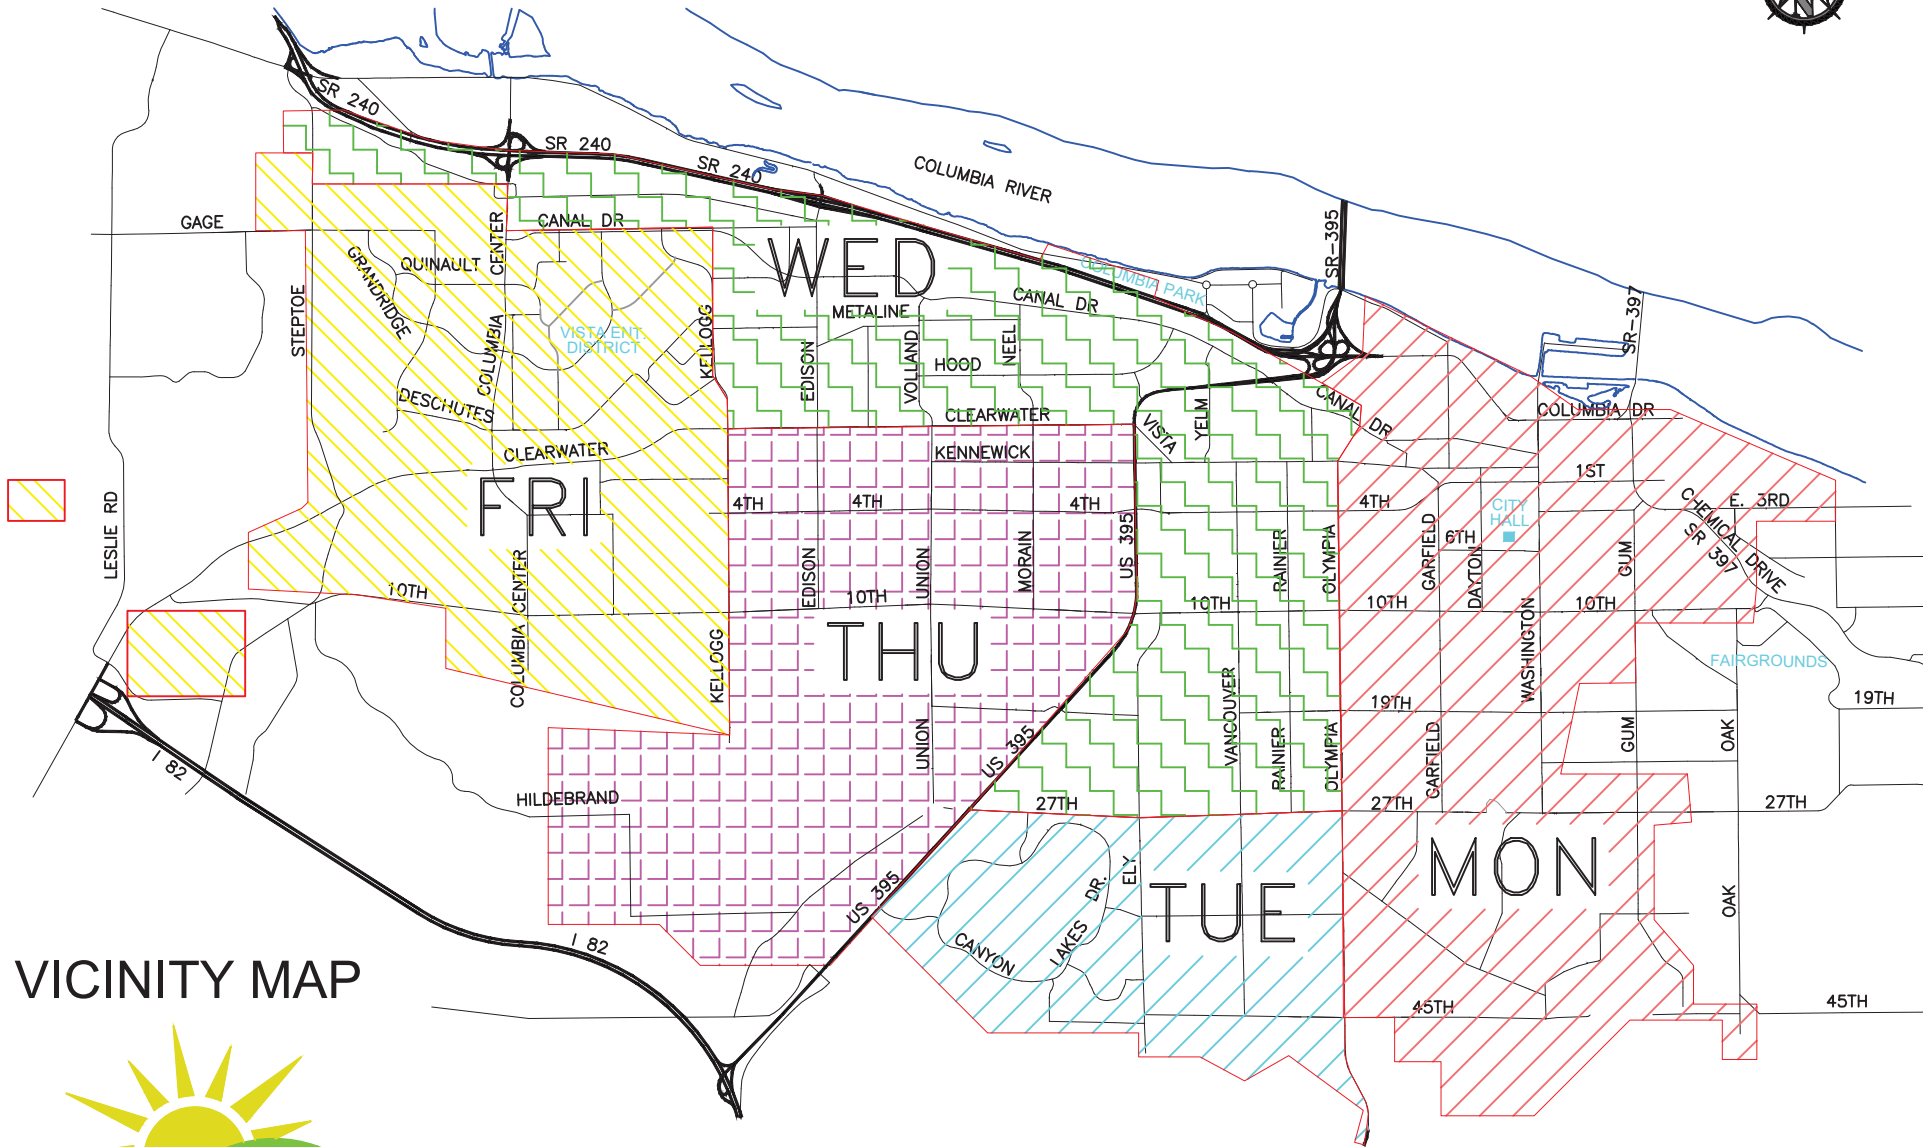 N
SR 240
SR 240
SR 240
COLUMBIA RIVER
SR-395
GAGE
CENTER
CANAL DR
WED
QUINAULT
GRANDRIDGE
COLUMBIA PARK
CANAL DR
SR-397
STEPTOE
COLUMBIA
VISTA ENT.
DISTRICT
KELLOGG
METALINE
EDISON
VOLLAND
HOOD
NEEL
DESCHUTES
CLEARWATER
VISTA
YELM
CANAL DR
COLUMBIA DR
CLEARWATER
KENNEWICK
1ST
LESLIE RD
FRI
4TH
4TH
4TH
US 395
4TH
CITY
HALL
E. 3RD
CHEMICAL DRIVE
SR 397
6TH
GARFIELD
DAYTON
GUM
RAINIER
OLYMPIA
EDISON
UNION
MORAIN
10TH
COLUMBIA CENTER
10TH
10TH
10TH
10TH
THU
KELLOGG
WASHINGTON
FAIRGROUNDS
VANCOUVER
19TH
19TH
UNION
US 395
RAINIER
OLYMPIA
GARFIELD
GUM
OAK
I 82
HILDEBRAND
27TH
27TH
27TH
ELY
MON
TUE
US 395
CANYON
LAKES
DR.
OAK
I 82
VICINITY MAP
45TH
45TH